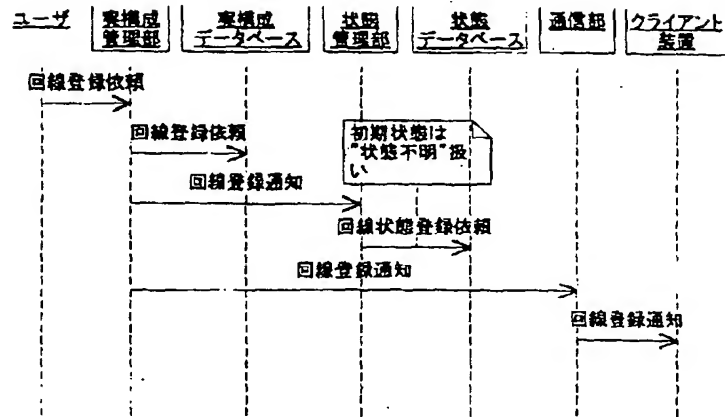 ユーザ
実構成
管理部
実構成
データベース
状態
管理部
状態
データベース
通信部
クライアント
装置
回線登録依頼
回線登録依頼
初期状態は
"状態不明"扱
い
回線登録通知
回線状態登録依頼
回線登録通知
回線登録通知